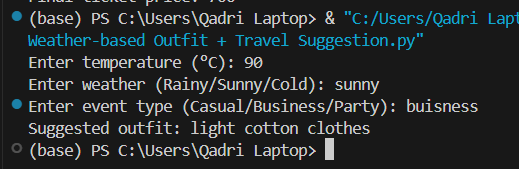 (base) PS C:\Users\Qadri Laptop> & "C:/Users/Qadri Lapt
Weather-based Outfit + Travel Suggestion.py"
Enter temperature (°C): 90
Enter weather (Rainy/Sunny/Cold): sunny
Enter event type (Casual/Business/Party): buisness
Suggested outfit: light cotton clothes
(base) PS C:\Users\Qadri Laptop>